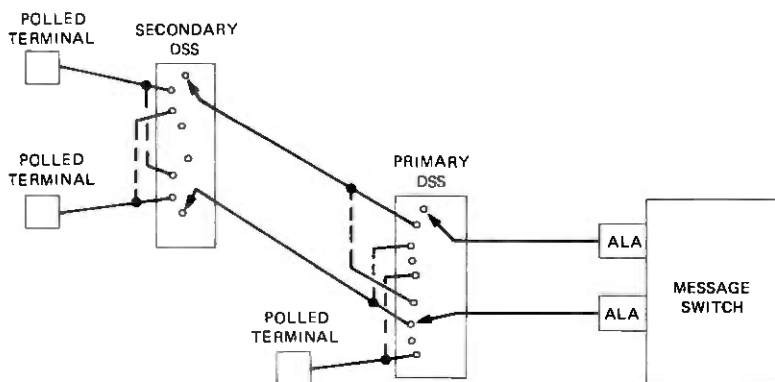 POLLED
TERMINAL
SECONDARY
DSS
POLLED
TERMINAL
PRIMARY
DSS
ALA
MESSAGE
SWITCH
ALA
POLLED
TERMINAL